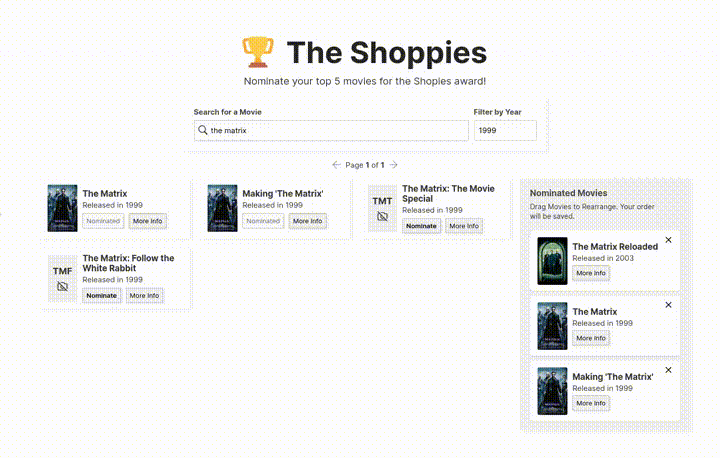 The Shoppies
Nominate your top 5 movies for the Shopies award!
Search for a Movie
Filter by Year
the matrix
1999
Page 1 of 1
The Matrix
Released in 1999
Nominated
More Info
Making 'The Matrix'
Released in 1999
Nominated
More Info
TMT
The Matrix: The Movie
Special
Released in 1999
Nominate
More Info
TMF
The Matrix: Follow the
White Rabbit
Released in 1999
Nominate
More Info
Nominated Movies
Drag Movies to Rearrange. Your order
will be saved.
The Matrix Reloaded
Released in 2003
More Info
The Matrix
Released in 1999
More Info
Making 'The Matrix'
Released in 1999
More Info